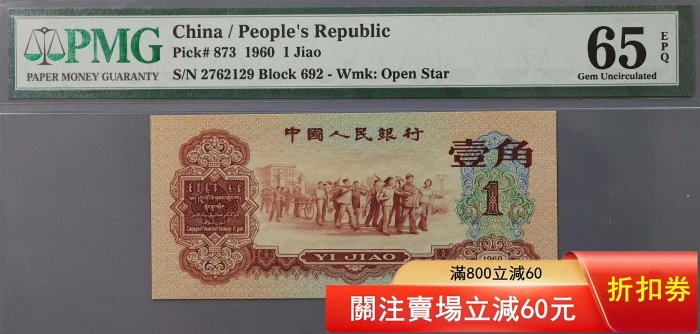 PMG
PAPER MONEY GUARANTY
China / People's Republic
Pick# 873 1960 1 Jiao
S/N 2762129 Block 692 - Wmk: Open Star
65
EPQ
Gem Uncirculated
中國人民銀行
壹角
1
YI JIAO
1960
滿800立減60
關注賣場立減60元
折扣券